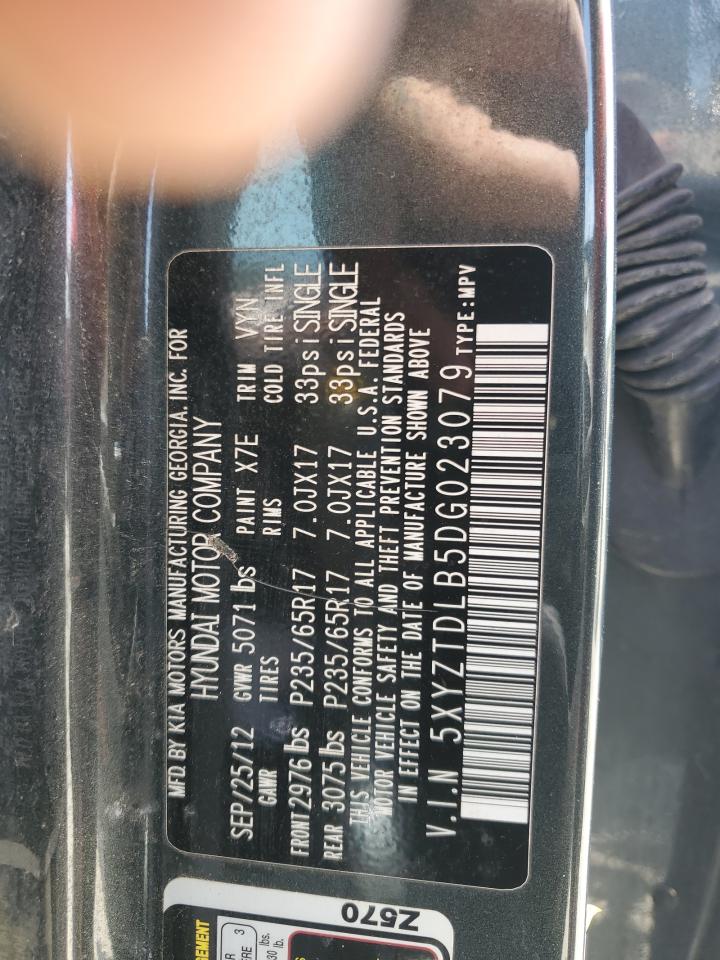 MFD BY KIA MOTORS MANUFACTURING GEORGIA. INC. FOR
HYUNDAI MOTOR COMPANY
SEP/25/12 GVWR 5071 lbs PAINT X7E TRIM VYN
GAWR TIRES RIMS COLD TIRE INFL
FRONT 2976 lbs P235/65R17 7.0JX17 33psi SINGLE
REAR 3075 lbs P235/65R17 7.0JX17 33psi SINGLE
THIS VEHICLE CONFORMS TO ALL APPLICABLE U.S.A. FEDERAL
MOTOR VEHICLE SAFETY AND THEFT PREVENTION STANDARDS
IN EFFECT ON THE DATE OF MANUFACTURE SHOWN ABOVE
V.I.N 5XYZTDLB5DG023079 TYPE:MPV
Z570